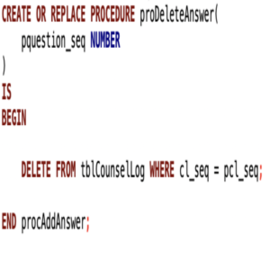 CREATE OR REPLACE PROCEDURE proDeleteAnswer(
pquestion_seq NUMBER
)
IS
BEGIN
DELETE FROM tblCounselLog WHERE cl_seq = pcl_seq;
END procAddAnswer;